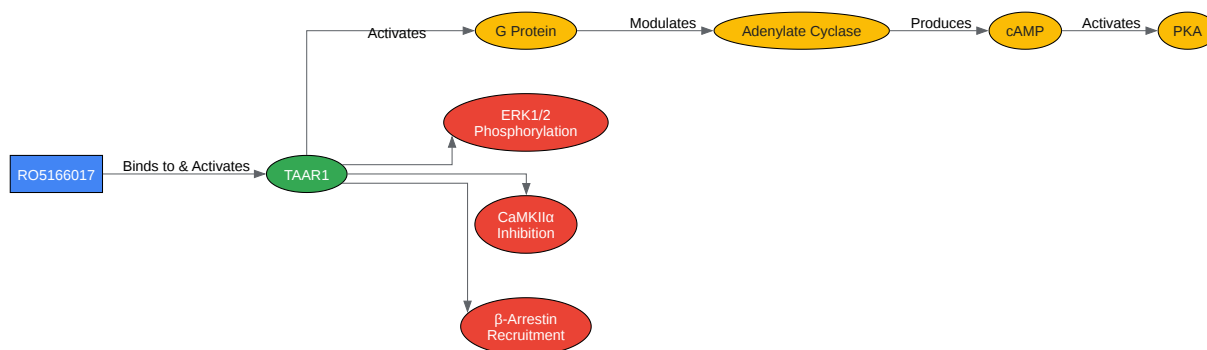 Activates
G Protein
Modulates
Adenylate Cyclase
Produces
cAMP
Activates
PKA
ERK1/2
Phosphorylation
RO5166017
Binds to & Activates
TAAR1
CaMKIIα
Inhibition
β-Arrestin
Recruitment